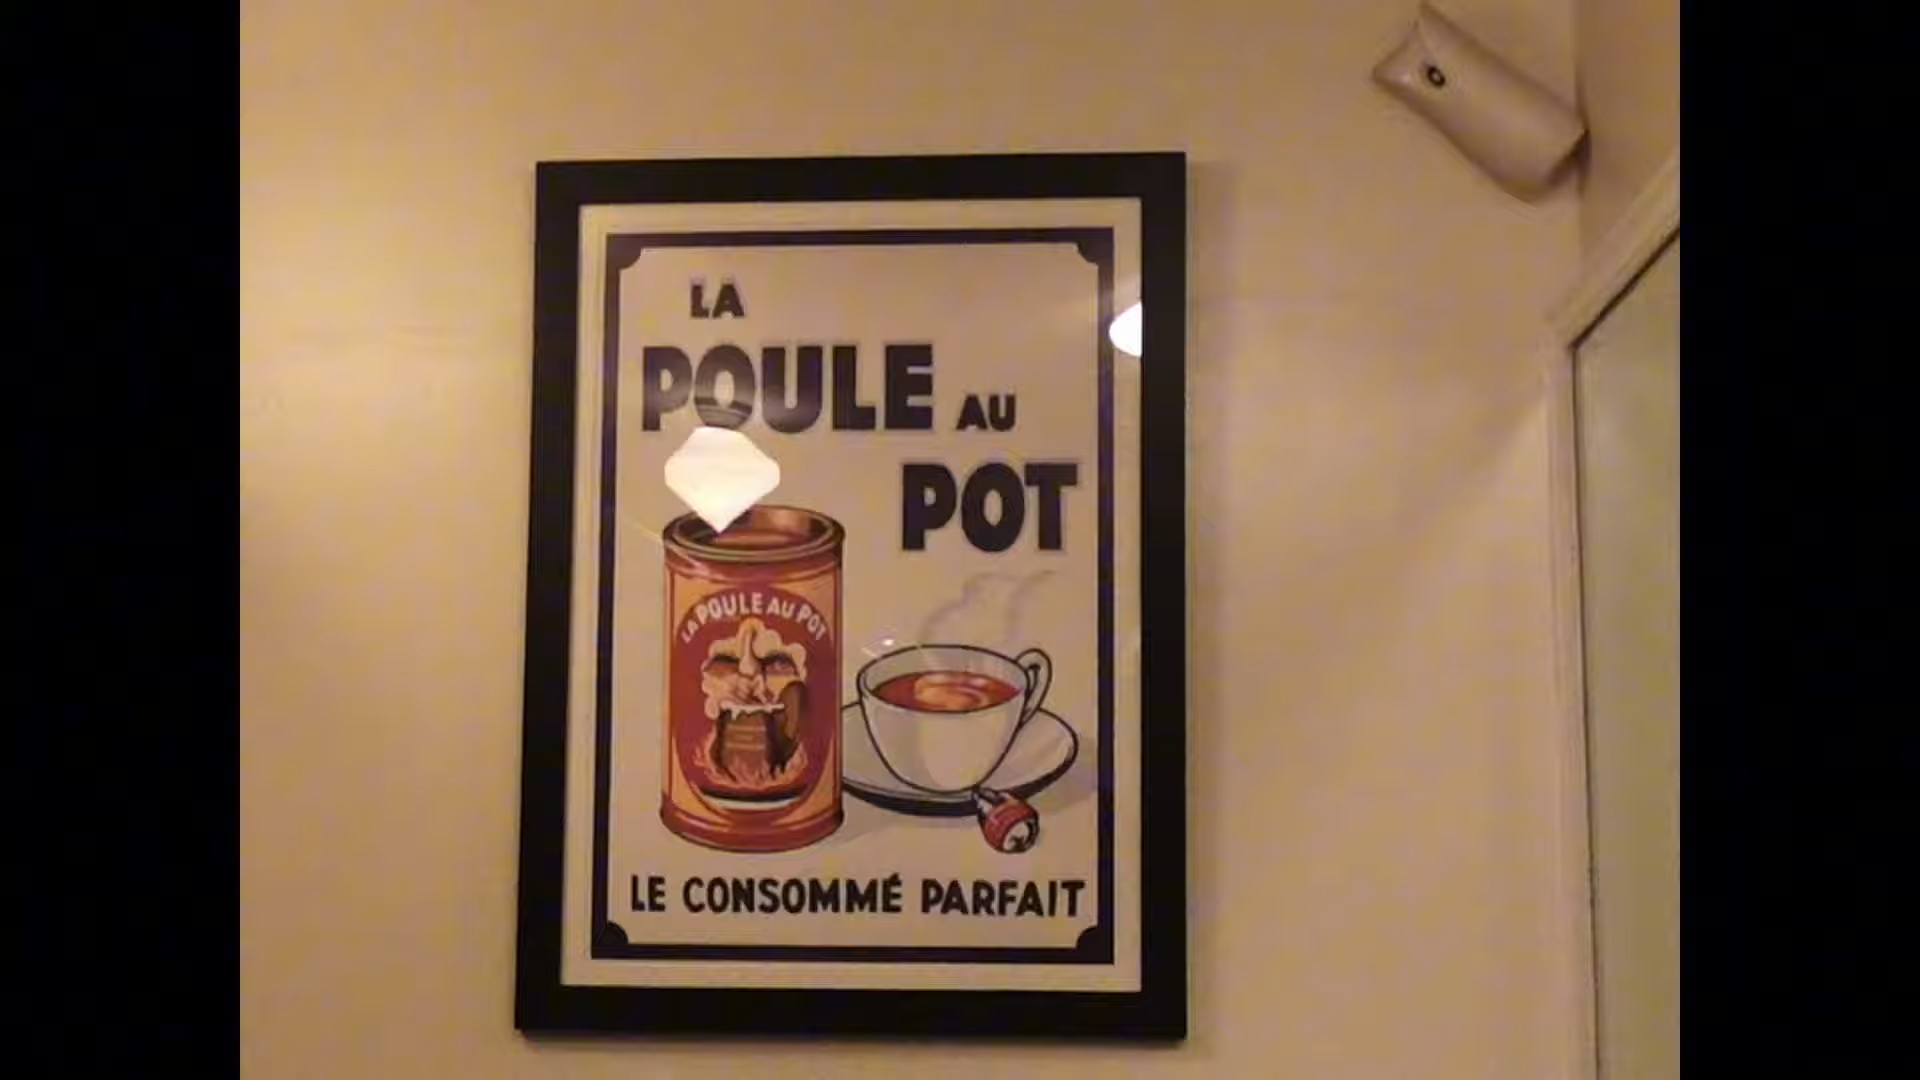 LA
POULE AU
POT
LA POULE AU POT
LE CONSOMMÉ PARFAIT